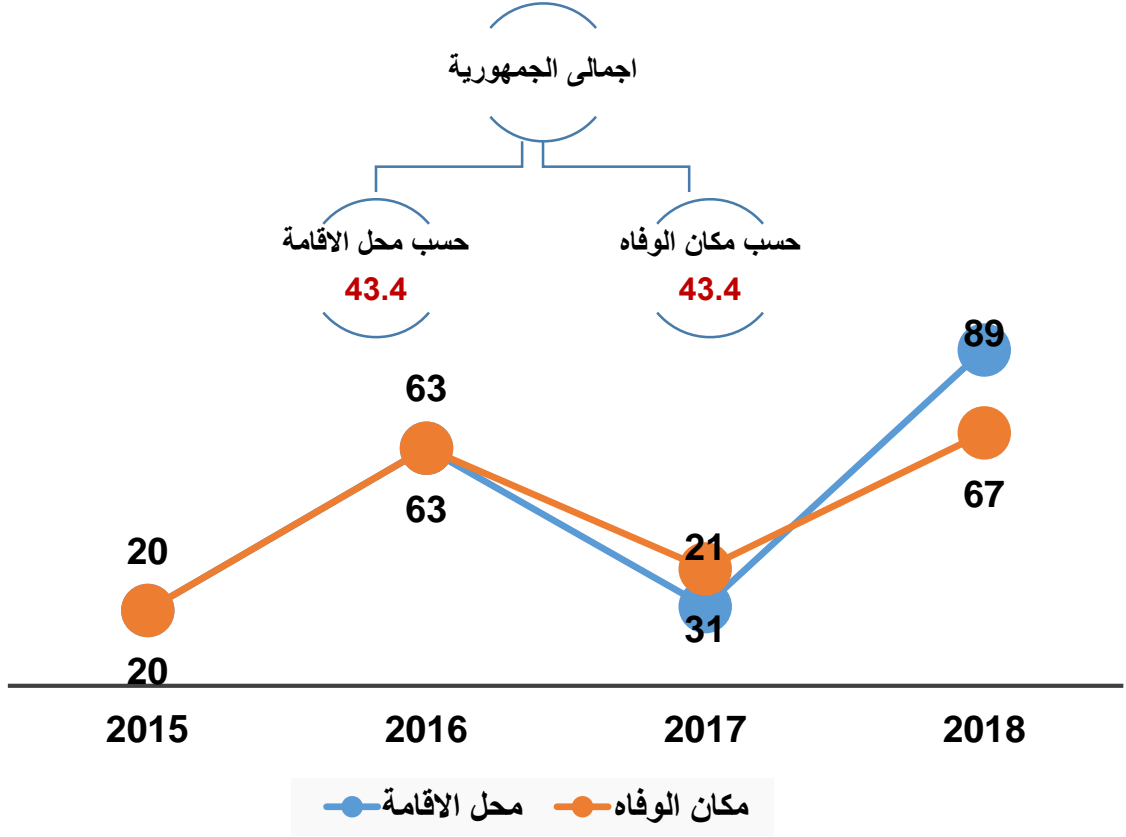 اجمالى الجمهورية
حسب مكان الوفاه
43.4
حسب محل الاقامة
43.4
89
63
63
67
20
21
31
20
2015 2016 2017 2018
محل الاقامة مكان الوفاه